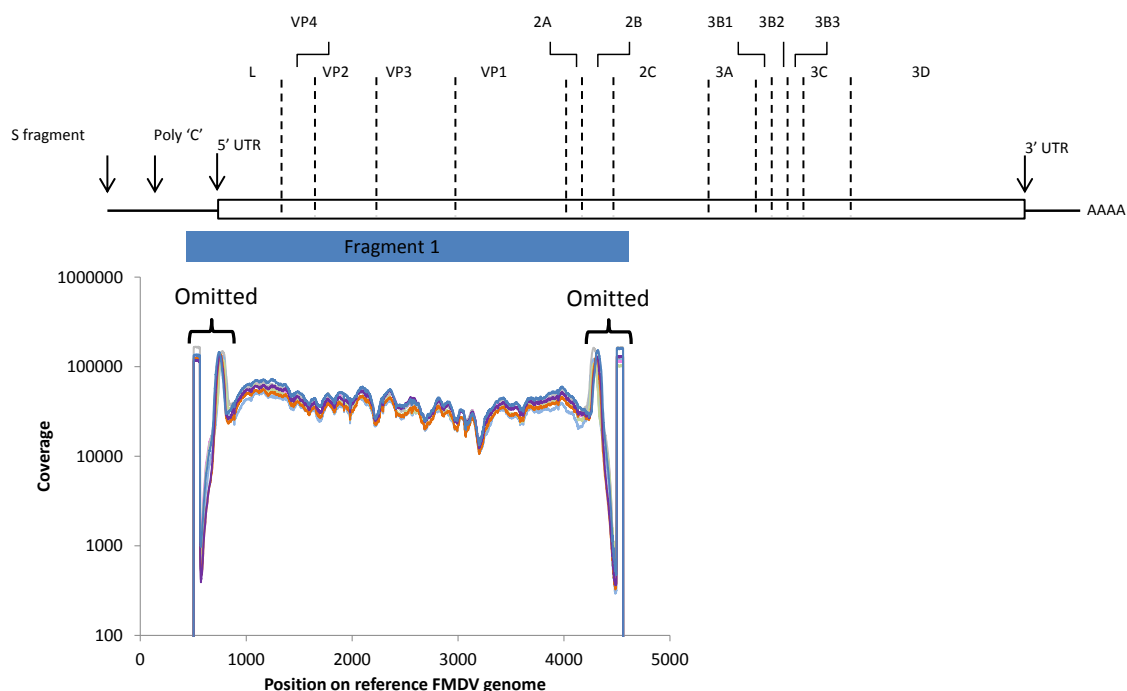 VP4 2A 2B 3B1 3B2 3B3
L VP2 VP3 VP1 2C 3A 3C 3D
S fragment Poly ‘C’ 5’ UTR 3’ UTR
AAAA
Fragment 1
Omitted Omitted
1000000
100000
10000
1000
100
Coverage
0 1000 2000 3000 4000 5000
Position on reference FMDV genome